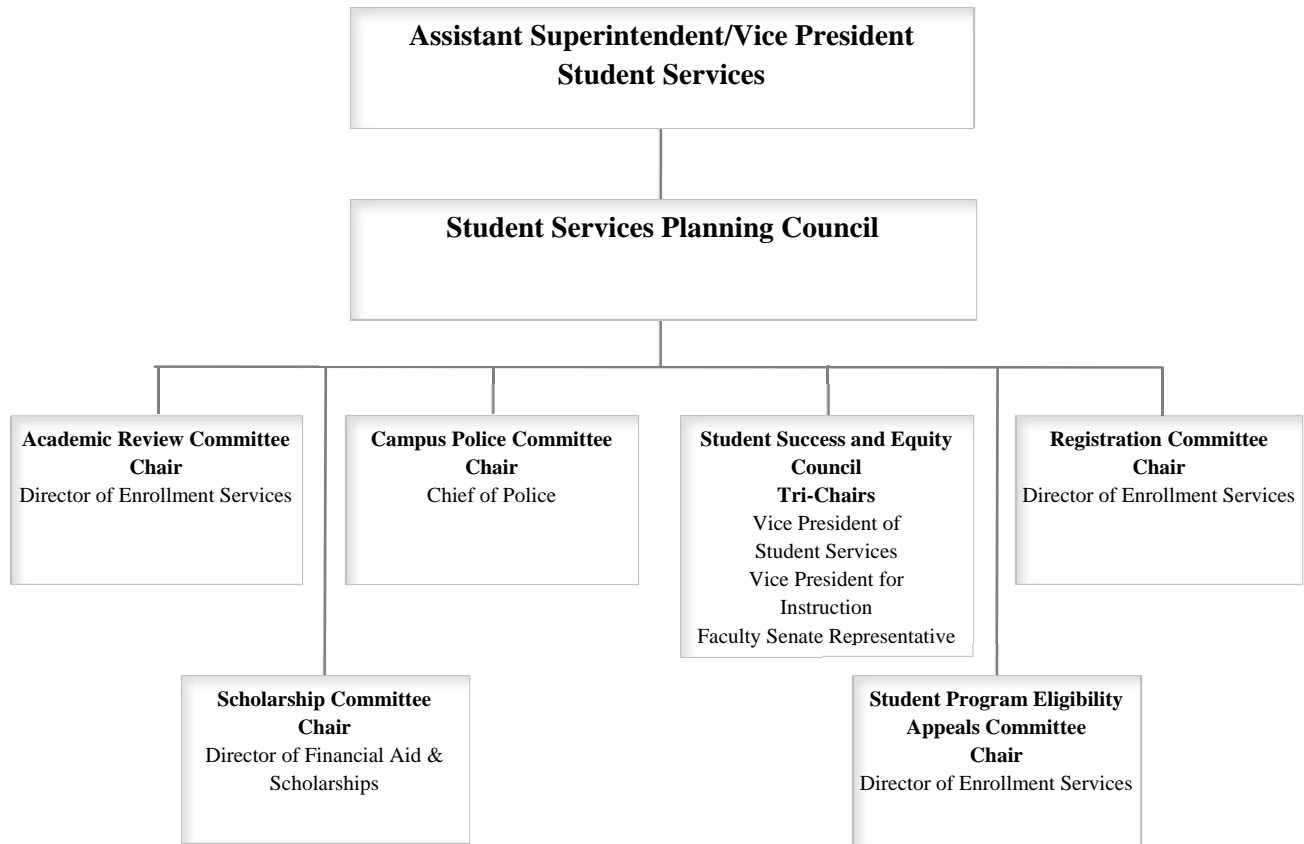 Assistant Superintendent/Vice President
Student Services
Student Services Planning Council
Academic Review Committee
Chair
Director of Enrollment Services
Campus Police Committee
Chair
Chief of Police
Student Success and Equity
Council
Tri-Chairs
Vice President of
Student Services
Vice President for
Instruction
Faculty Senate Representative
Registration Committee
Chair
Director of Enrollment Services
Scholarship Committee
Chair
Director of Financial Aid &
Scholarships
Student Program Eligibility
Appeals Committee
Chair
Director of Enrollment Services